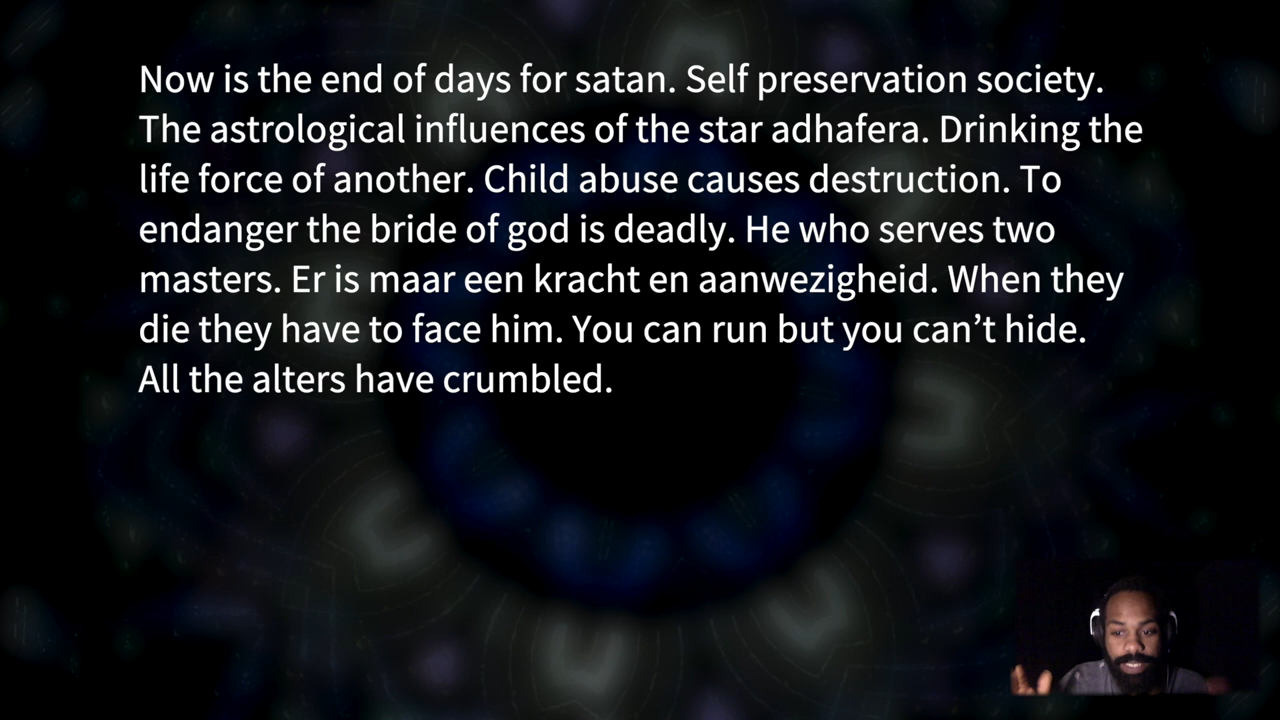 Now is the end of days for satan. Self preservation society.
The astrological influences of the star adhafera. Drinking the
life force of another. Child abuse causes destruction. To
endanger the bride of god is deadly. He who serves two
masters. Er is maar een kracht en aanwezigheid. When they
die they have to face him. You can run but you can’t hide.
All the alters have crumbled.